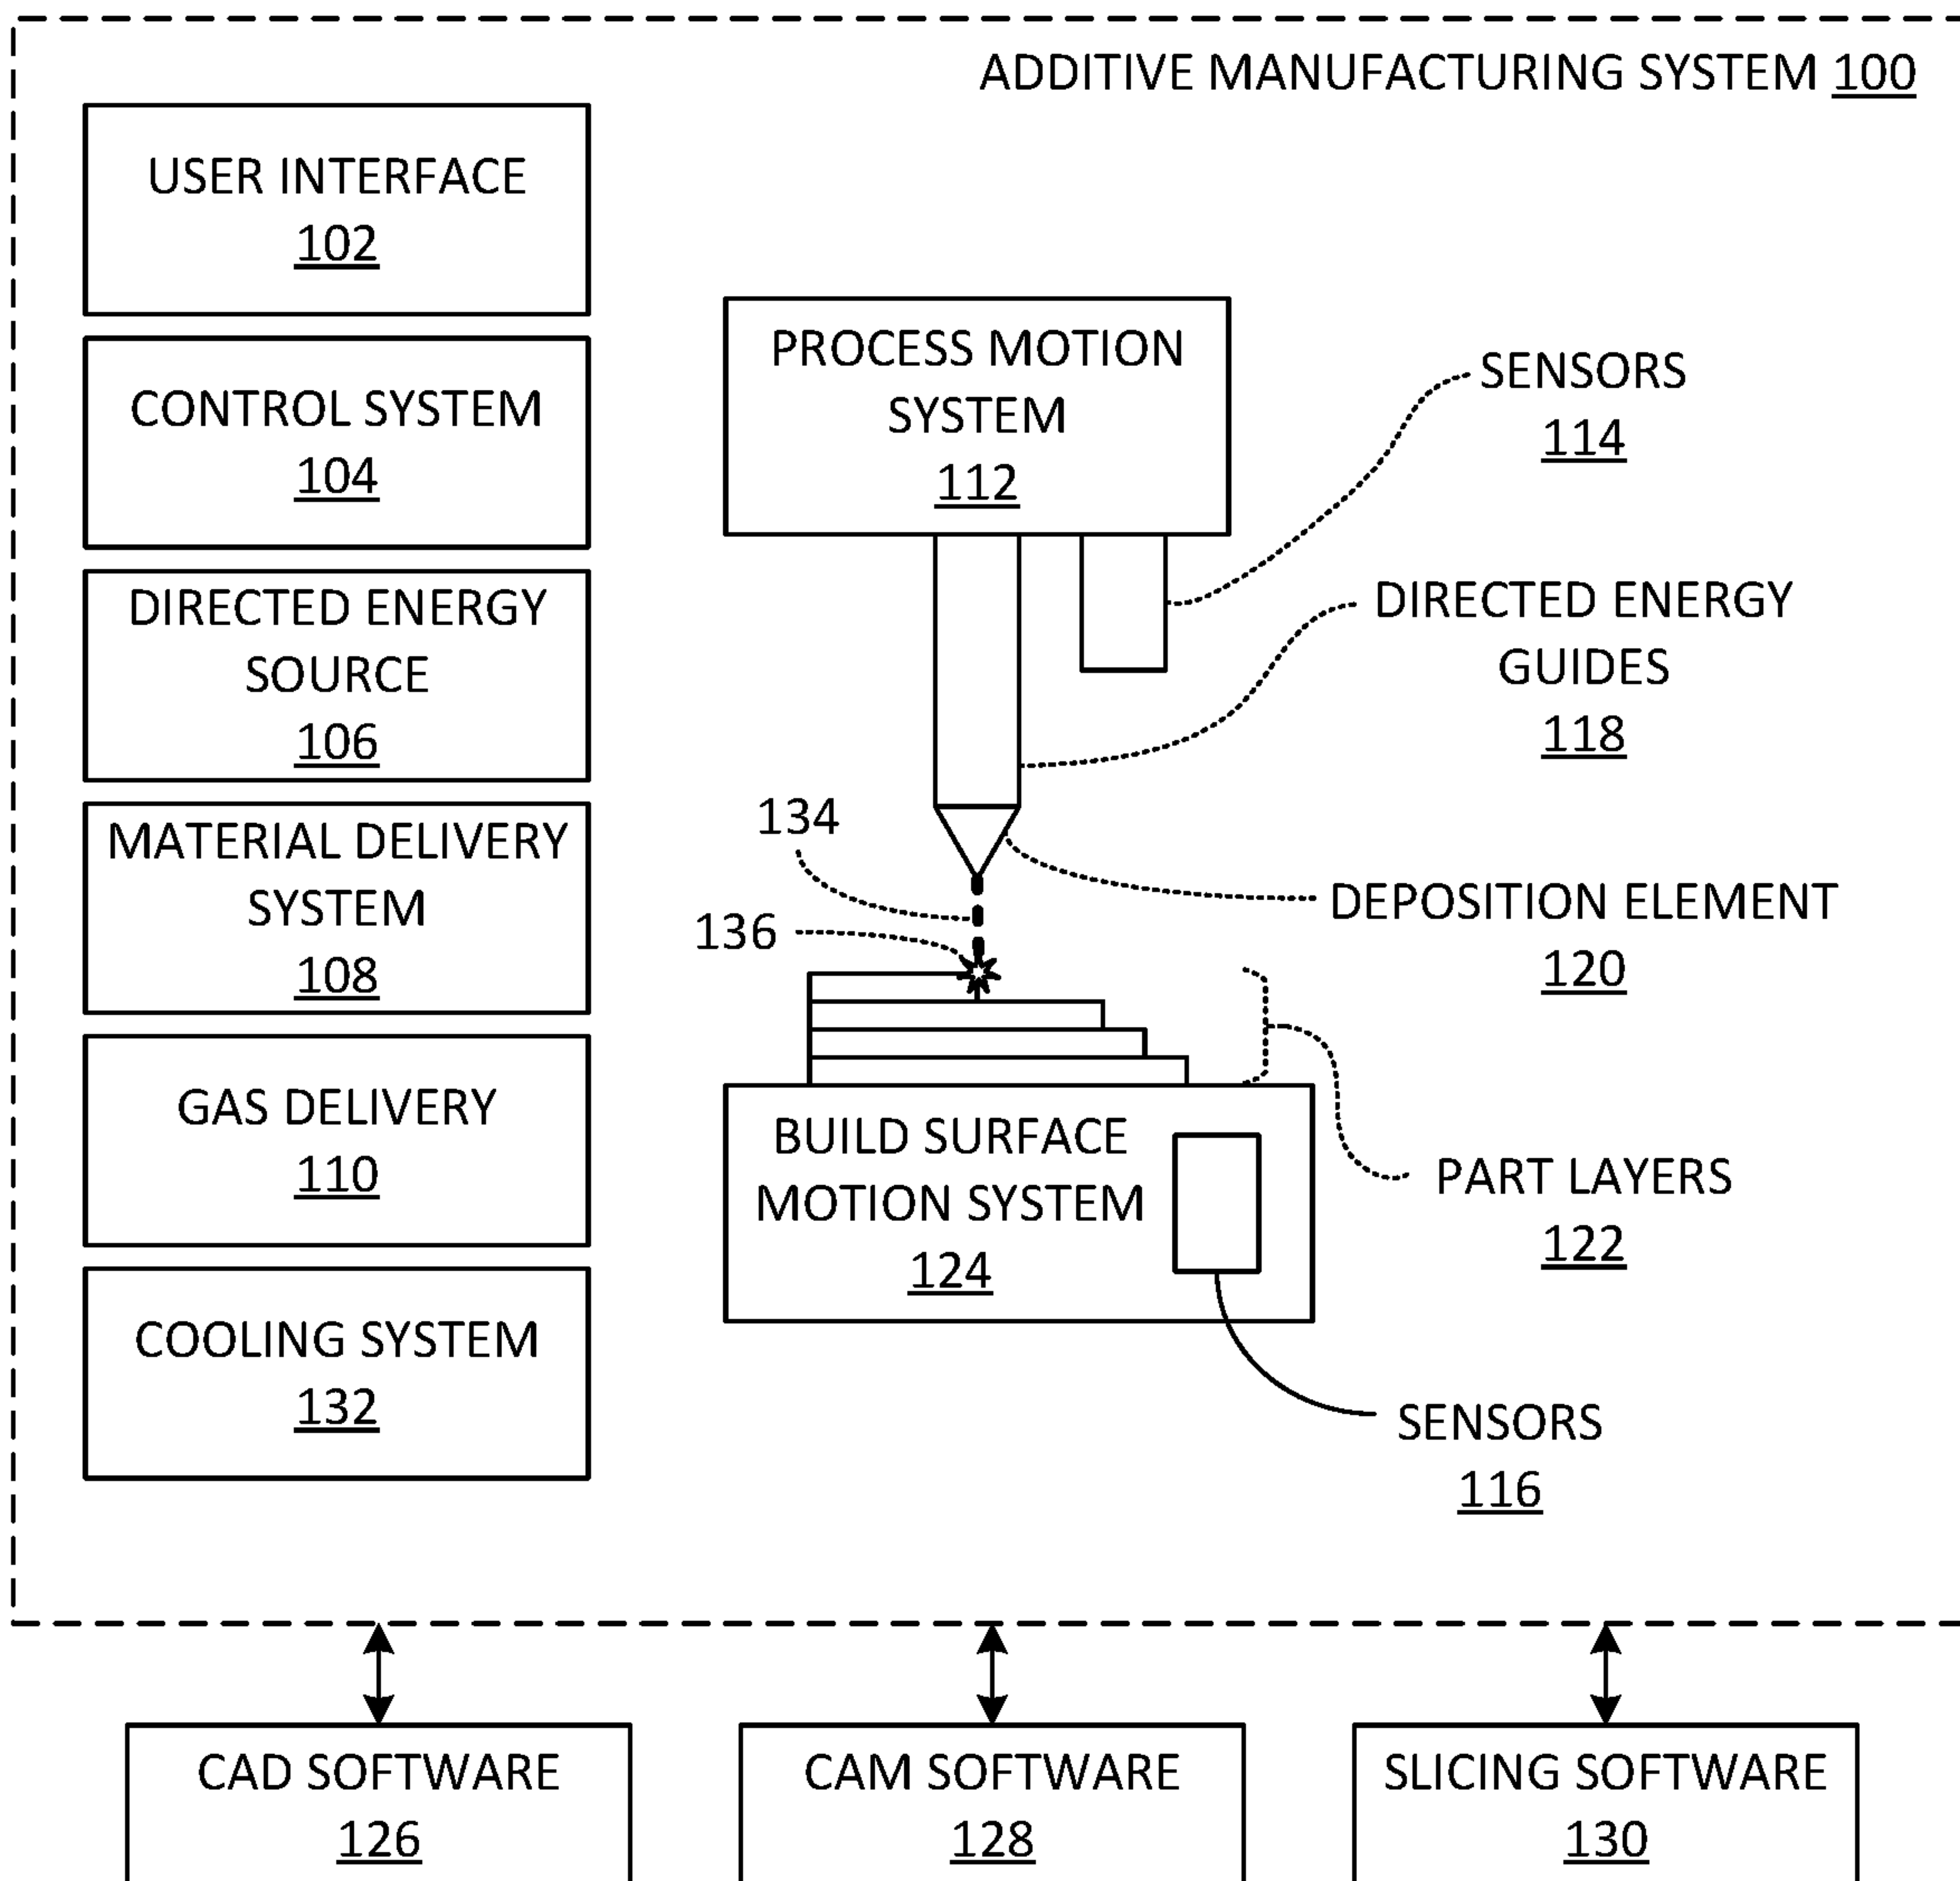 ADDITIVE MANUFACTURING SYSTEM 100
USER INTERFACE
102
CONTROL SYSTEM
104
DIRECTED ENERGY
SOURCE
106
MATERIAL DELIVERY
SYSTEM
108
GAS DELIVERY
110
COOLING SYSTEM
132
PROCESS MOTION
SYSTEM
112
SENSORS
114
DIRECTED ENERGY
GUIDES
118
134
136
DEPOSITION ELEMENT
120
BUILD SURFACE
MOTION SYSTEM
124
PART LAYERS
122
SENSORS
116
CAD SOFTWARE
126
CAM SOFTWARE
128
SLICING SOFTWARE
130